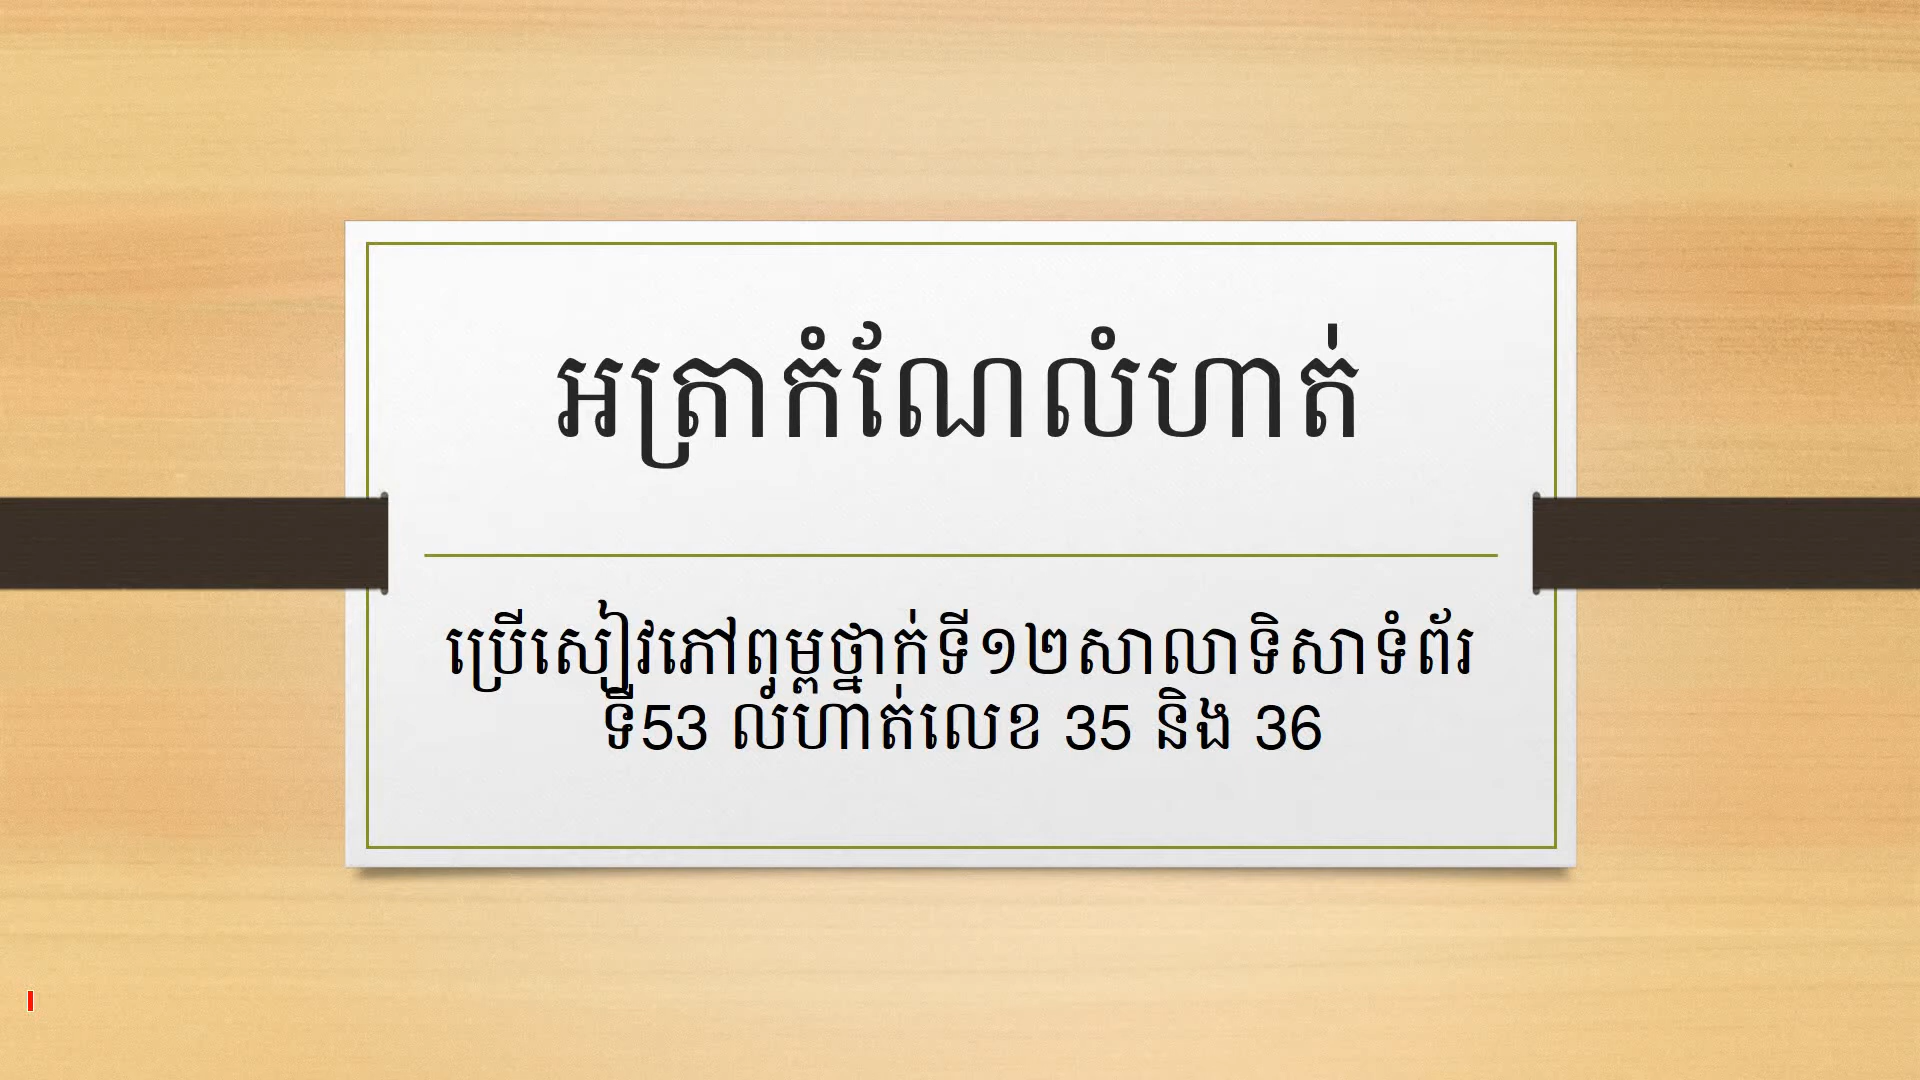 អត្រាកំណែលំហាត់
ប្រើសៀវភៅពុម្ពថ្នាក់ទី១២សាលាទិសាទំព័រ
ទី53 លំហាត់លេខ 35 និង 36